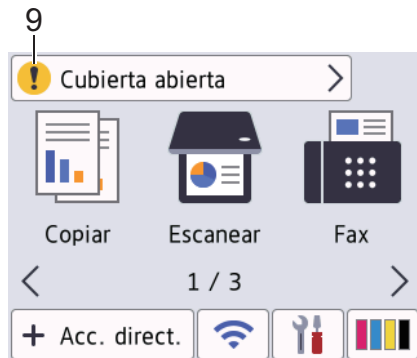 9
! Cubierta abierta
Copiar Escanear Fax
1 / 3
+ Acc. direct.